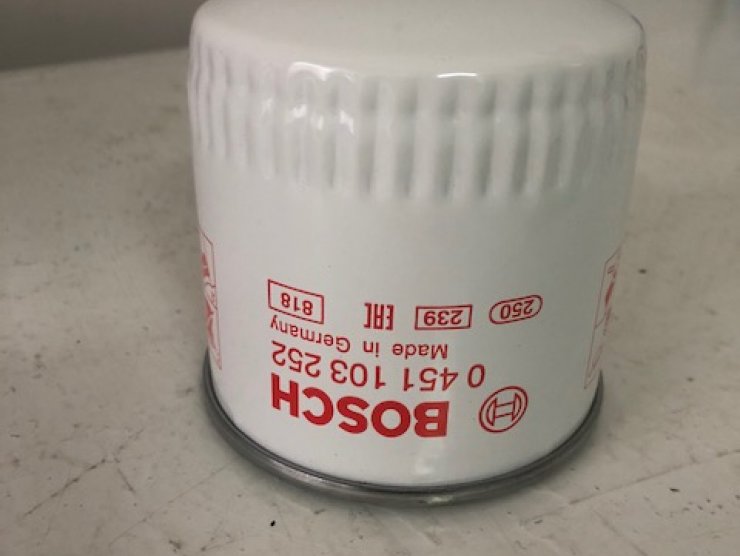 BOSCH
0 451 103 252
Made in Germany
250 239 EAC 818